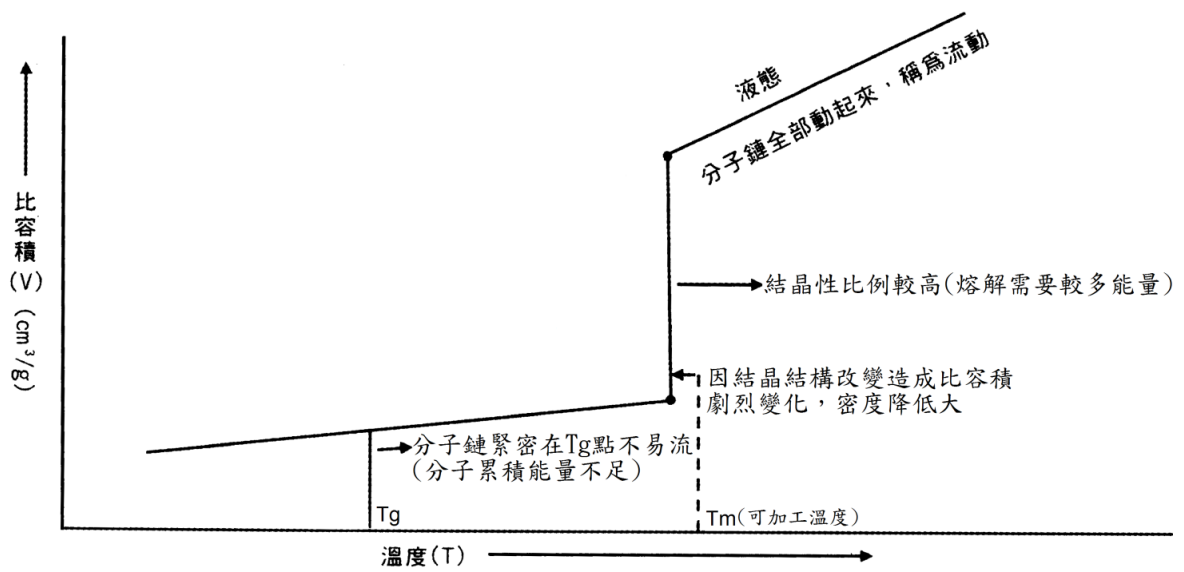 液態
分子鏈全部動起來，稱爲流動
比容積(V) (cm³/g)
結晶性比例較高(熔解需要較多能量)
因結晶結構改變造成比容積
劇烈變化，密度降低大
分子鏈緊密在Tg點不易流
(分子累積能量不足)
Tg
Tm(可加工溫度)
溫度(T)